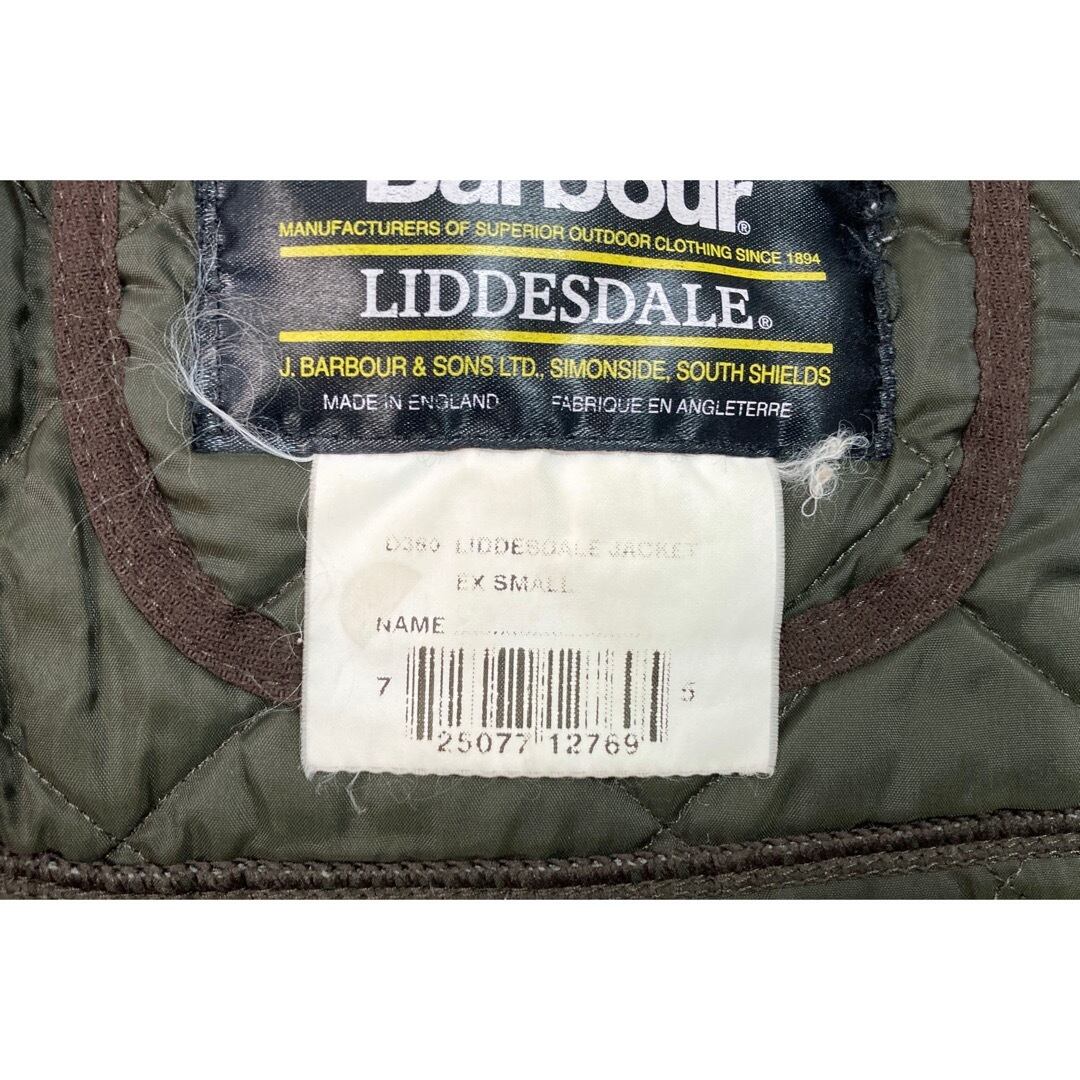 Barbour®
MANUFACTURERS OF SUPERIOR OUTDOOR CLOTHING SINCE 1894
LIDDESDALE®
J. BARBOUR & SONS LTD., SIMONSIDE, SOUTH SHIELDS
MADE IN ENGLAND FABRIQUE EN ANGLETERRE
LIDDESDALE JACKET
EX SMALL
NAME
7 25077 12769 5